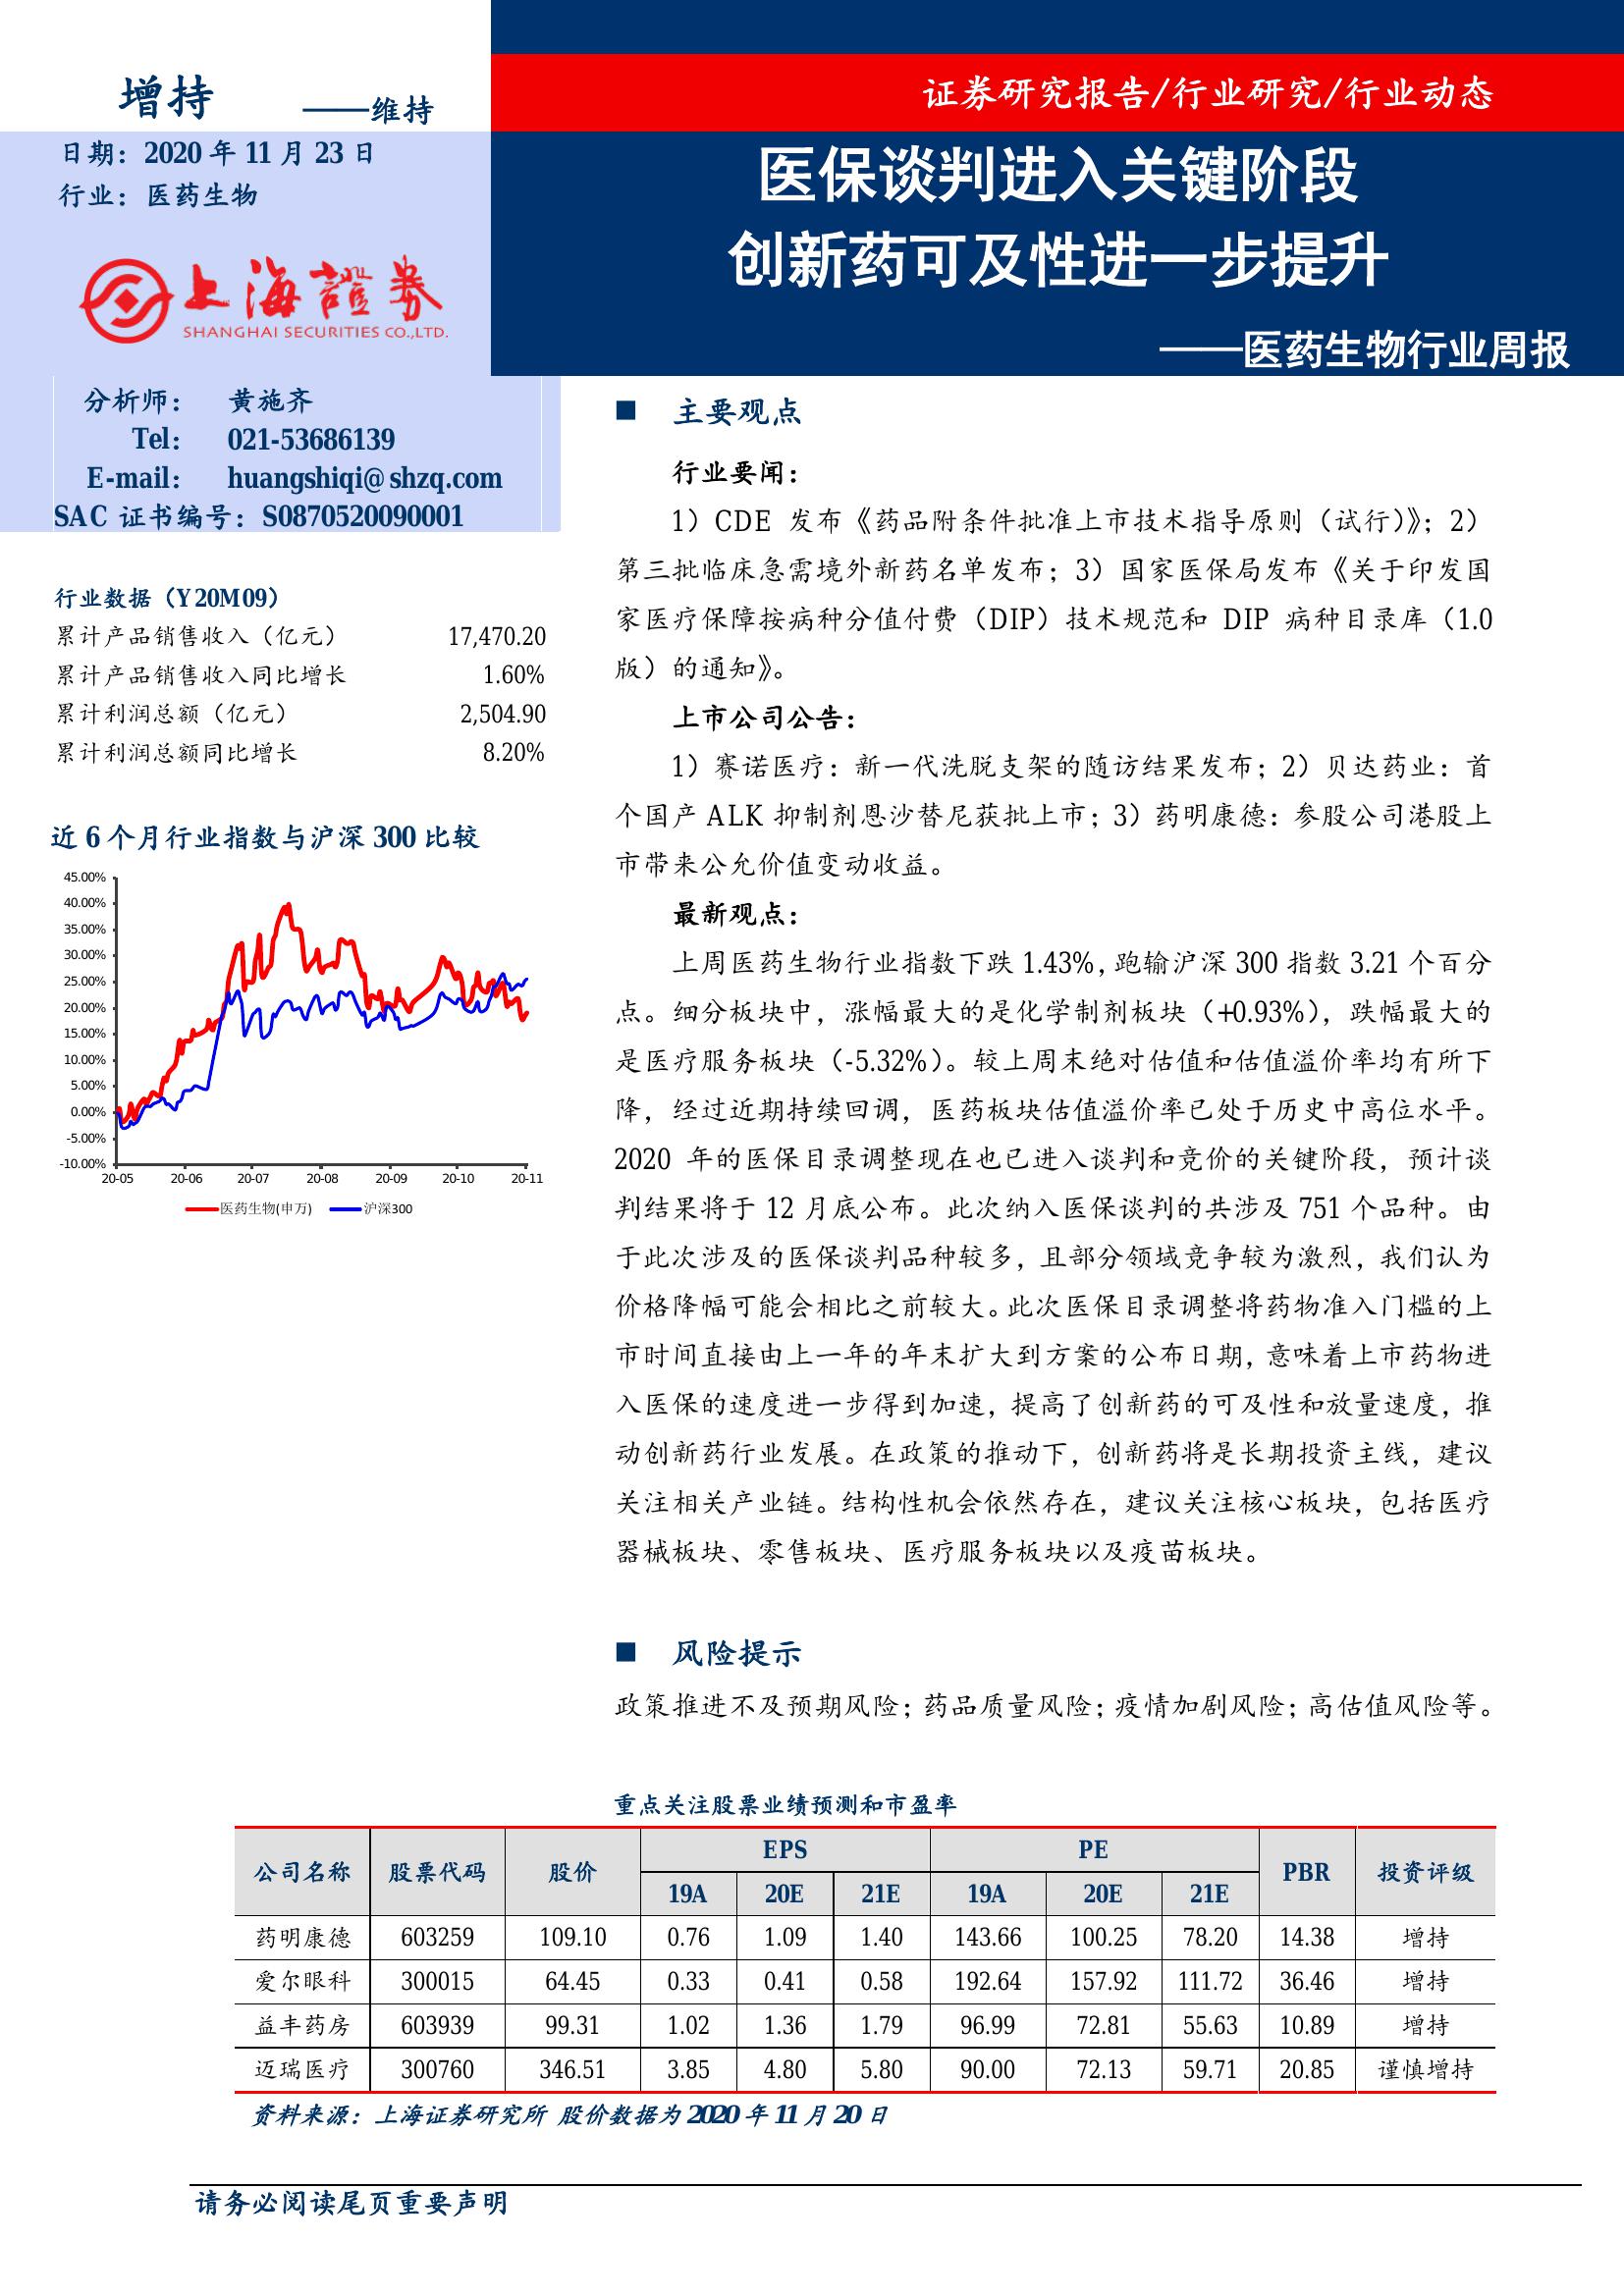 增持 ——维持
日期：2020 年 11 月 23 日
行业：医药生物
上海證券
SHANGHAI SECURITIES CO.,LTD.
分析师： 黄施齐
Tel： 021-53686139
E-mail： huangshiqi@shzq.com
SAC 证书编号：S0870520090001
证券研究报告/行业研究/行业动态
医保谈判进入关键阶段
创新药可及性进一步提升
——医药生物行业周报
行业数据（Y20M09）
累计产品销售收入（亿元） 17,470.20
累计产品销售收入同比增长 1.60%
累计利润总额（亿元） 2,504.90
累计利润总额同比增长 8.20%
近 6 个月行业指数与沪深 300 比较
45.00%
40.00%
35.00%
30.00%
25.00%
20.00%
15.00%
10.00%
5.00%
0.00%
-5.00%
-10.00%
20-05 20-06 20-07 20-08 20-09 20-10 20-11
医药生物(申万) 沪深300
■ 主要观点
行业要闻：
1）CDE 发布《药品附条件批准上市技术指导原则（试行）》；2）
第三批临床急需境外新药名单发布；3）国家医保局发布《关于印发国
家医疗保障按病种分值付费（DIP）技术规范和 DIP 病种目录库（1.0
版）的通知》。
上市公司公告：
1）赛诺医疗：新一代洗脱支架的随访结果发布；2）贝达药业：首
个国产 ALK 抑制剂恩沙替尼获批上市；3）药明康德：参股公司港股上
市带来公允价值变动收益。
最新观点：
上周医药生物行业指数下跌 1.43%，跑输沪深 300 指数 3.21 个百分
点。细分板块中，涨幅最大的是化学制剂板块（+0.93%），跌幅最大的
是医疗服务板块（-5.32%）。较上周末绝对估值和估值溢价率均有所下
降，经过近期持续回调，医药板块估值溢价率已处于历史中高位水平。
2020 年的医保目录调整现在也已进入谈判和竞价的关键阶段，预计谈
判结果将于 12 月底公布。此次纳入医保谈判的共涉及 751 个品种。由
于此次涉及的医保谈判品种较多，且部分领域竞争较为激烈，我们认为
价格降幅可能会相比之前较大。此次医保目录调整将药物准入门槛的上
市时间直接由上一年的年末扩大到方案的公布日期，意味着上市药物进
入医保的速度进一步得到加速，提高了创新药的可及性和放量速度，推
动创新药行业发展。在政策的推动下，创新药将是长期投资主线，建议
关注相关产业链。结构性机会依然存在，建议关注核心板块，包括医疗
器械板块、零售板块、医疗服务板块以及疫苗板块。
■ 风险提示
政策推进不及预期风险；药品质量风险；疫情加剧风险；高估值风险等。
重点关注股票业绩预测和市盈率
公司名称 股票代码 股价 EPS PE PBR 投资评级
19A 20E 21E 19A 20E 21E
药明康德 603259 109.10 0.76 1.09 1.40 143.66 100.25 78.20 14.38 增持
爱尔眼科 300015 64.45 0.33 0.41 0.58 192.64 157.92 111.72 36.46 增持
益丰药房 603939 99.31 1.02 1.36 1.79 96.99 72.81 55.63 10.89 增持
迈瑞医疗 300760 346.51 3.85 4.80 5.80 90.00 72.13 59.71 20.85 谨慎增持
资料来源：上海证券研究所 股价数据为 2020 年 11 月 20 日
请务必阅读尾页重要声明